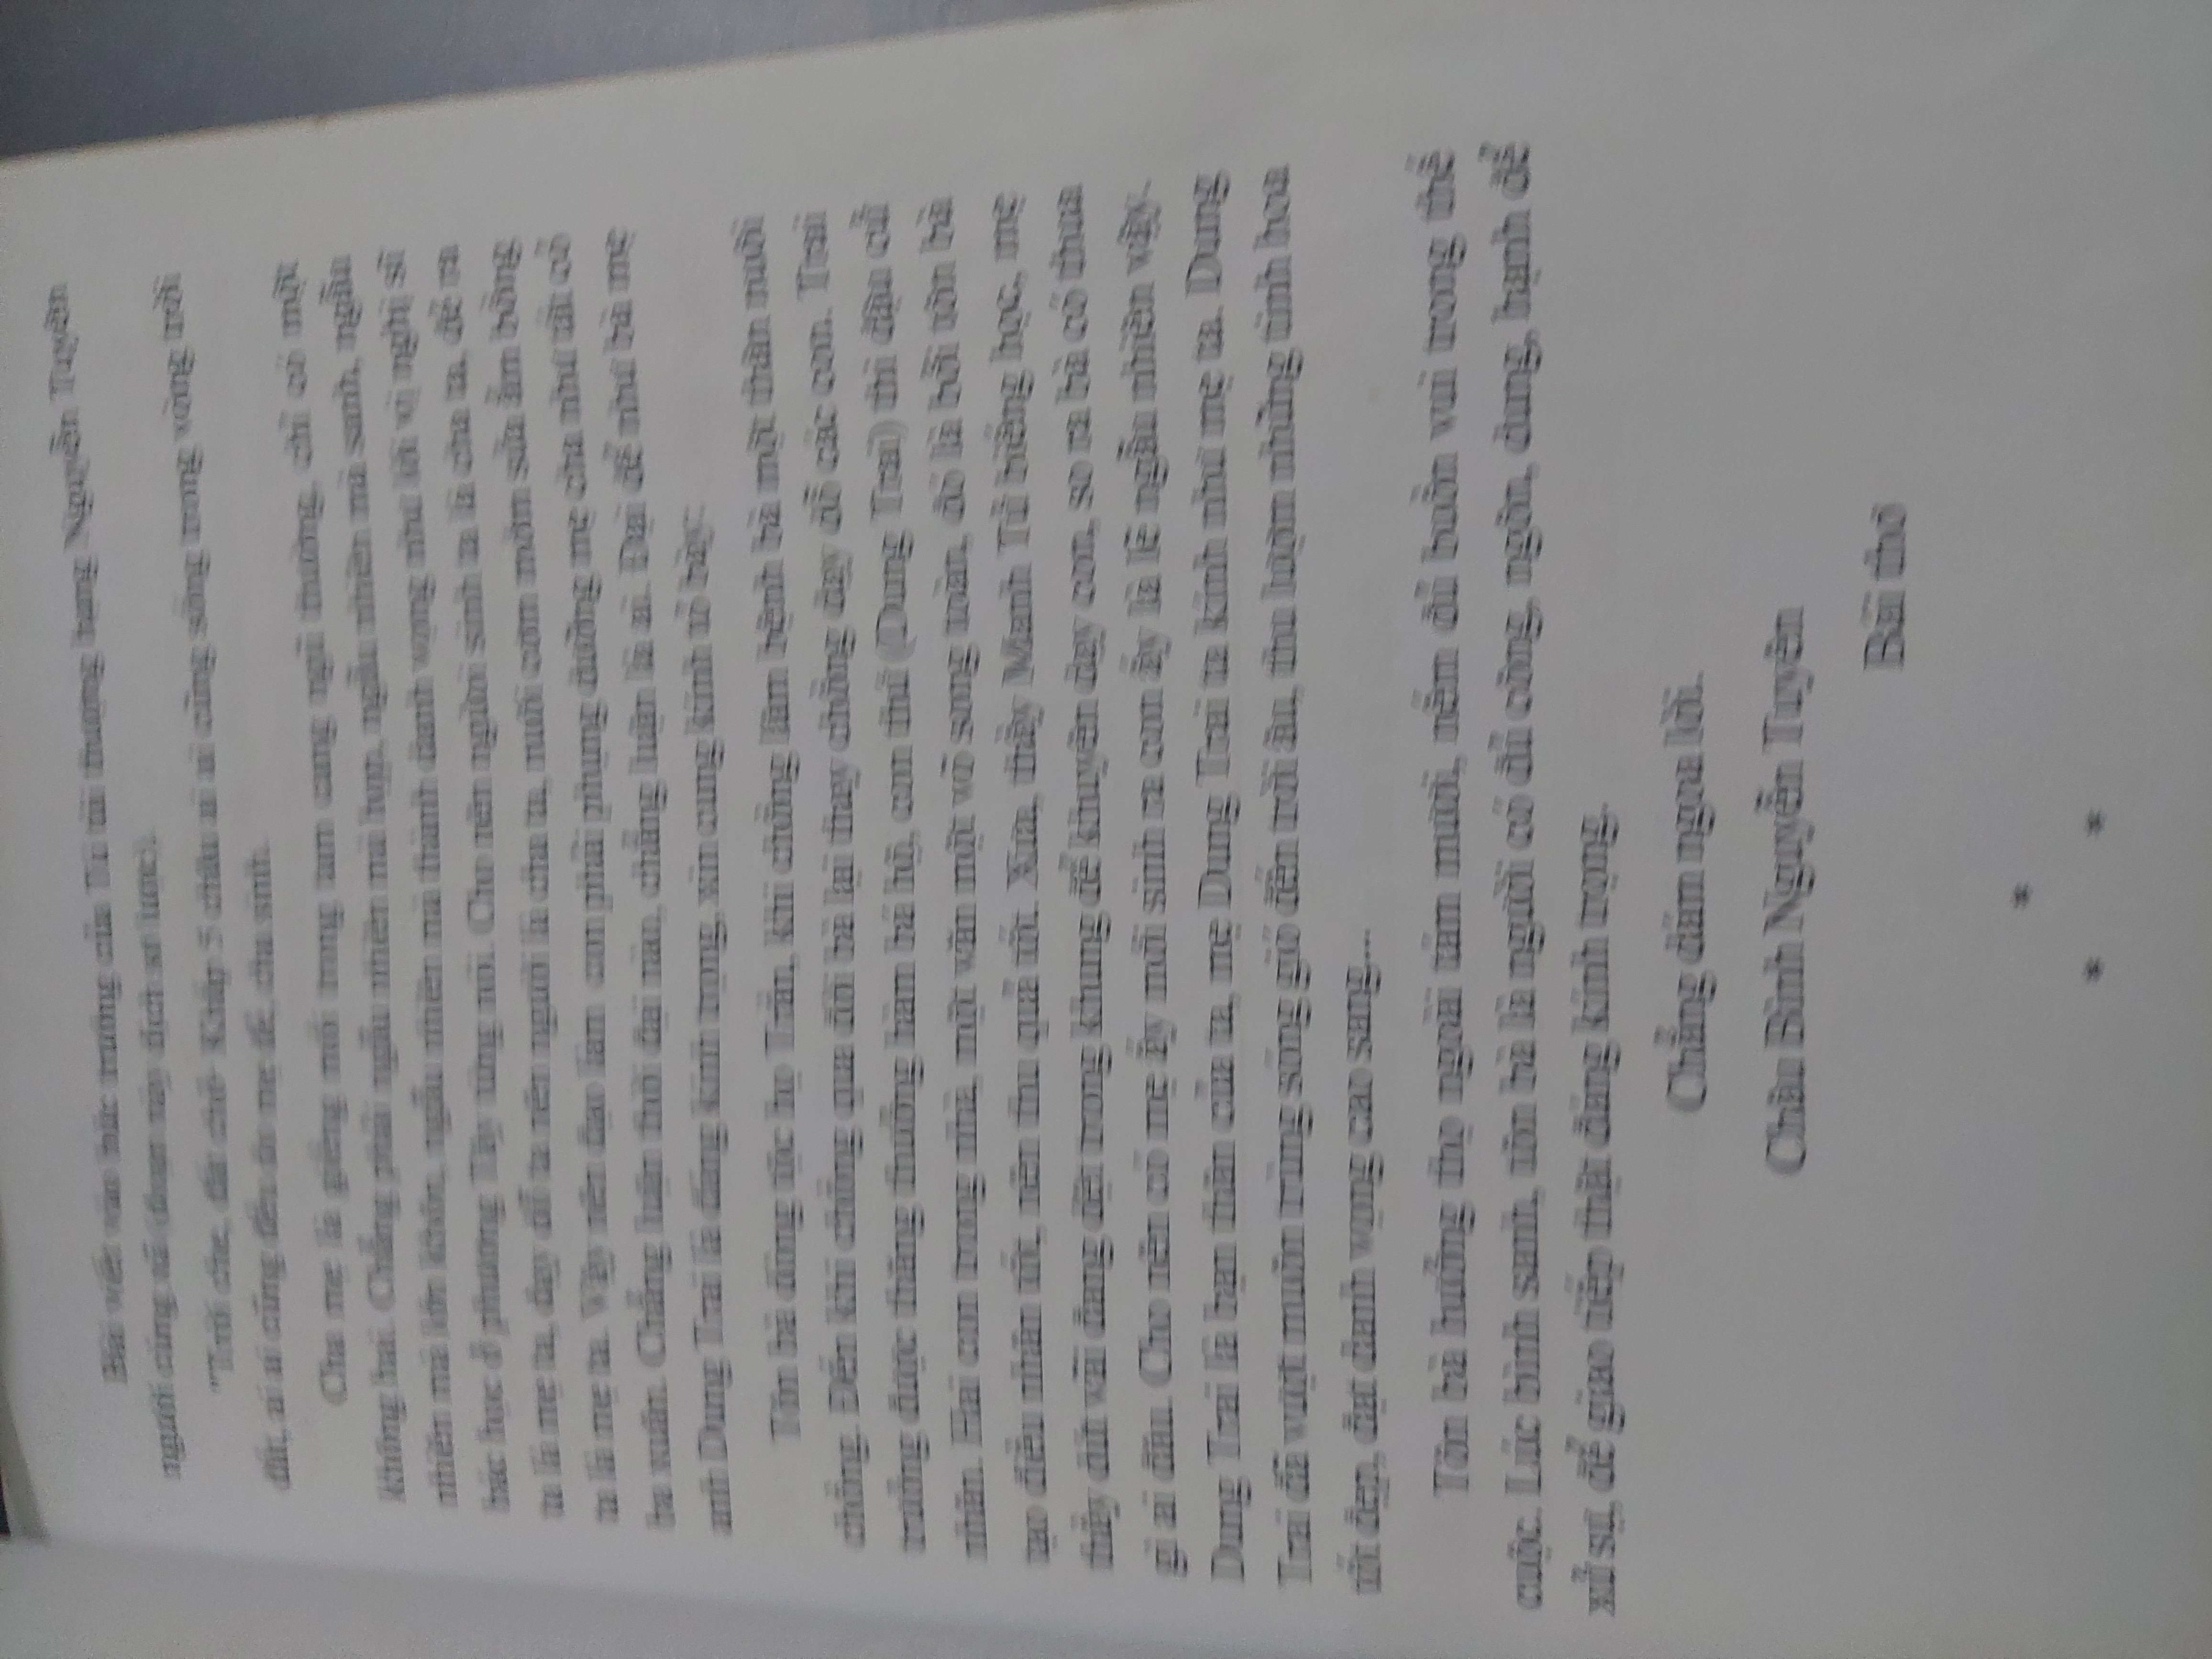 Bài viết vào bức trướng của Tú tài thượng hạng Nguyễn Tuyên
người cùng xã (đoạn này dịch sơ lược).
"Trời che, đất chở. Khắp 5 châu ai ai cũng sống trong vòng trời
đất, ai ai cũng đều do mẹ đẻ, cha sinh.
Cha mẹ là giềng mối trong tam cang ngũ thường, chỉ có một
không hai. Chẳng phải ngẫu nhiên mà hợp, ngẫu nhiên mà sanh, ngẫu
nhiên mà lớn khôn, ngẫu nhiên mà thành danh vọng như lời vị nghị sĩ
bác học ở phương Tây từng nói. Cho nên người sinh ta là cha ta, đẻ ra
ta là mẹ ta, dạy dỗ ta nên người là cha ta, nuôi cơm mớm sữa ẵm bồng
ta là mẹ ta. Vậy nên đạo làm con phải phụng dưỡng mẹ cha như tấc cỏ
ba xuân. Chẳng luận thời đại nào, chẳng luận là ai. Đại để như bà mẹ
anh Dung Trai là đáng kính trọng, xin cung kính tỏ bày:
Tôn bà dòng tộc họ Trần, khi chồng lâm bệnh bà một thân nuôi
chồng. Đến khi chồng qua đời bà lại thay chồng dạy dỗ các con. Trai
trưởng được thăng thưởng hàm bá hộ, con thứ (Dung Trai) thi đậu cử
nhân. Hai con trong nhà, một văn một võ song toàn, đó là bởi tôn bà
tạo điều nhân tốt, nên thu quả tốt. Xưa, thầy Mạnh Tử biếng học, mẹ
thầy dứt vải đang dệt trong khung để khuyên dạy con, so ra bà có thua
gì ai đâu. Cho nên có mẹ ấy mới sinh ra con ấy là lẽ ngẫu nhiên vậy.
Dung Trai là bạn thân của ta, mẹ Dung Trai ta kính như mẹ ta. Dung
Trai đã vượt muôn trùng sóng gió đến trời âu, thu lượm những tinh hoa
tốt đẹp, đạt danh vọng cao sang...
Tôn bà hưởng thọ ngoài tám mươi, nếm đủ buồn vui trong thế
cuộc. Lúc bình sanh, tôn bà là người có đủ công, ngôn, dung, hạnh để
xử sự, để giao tiếp thật đáng kính trọng.
Chẳng dám ngoa lời.
Châu Bình Nguyễn Tuyên
Bái thơ
*
* *